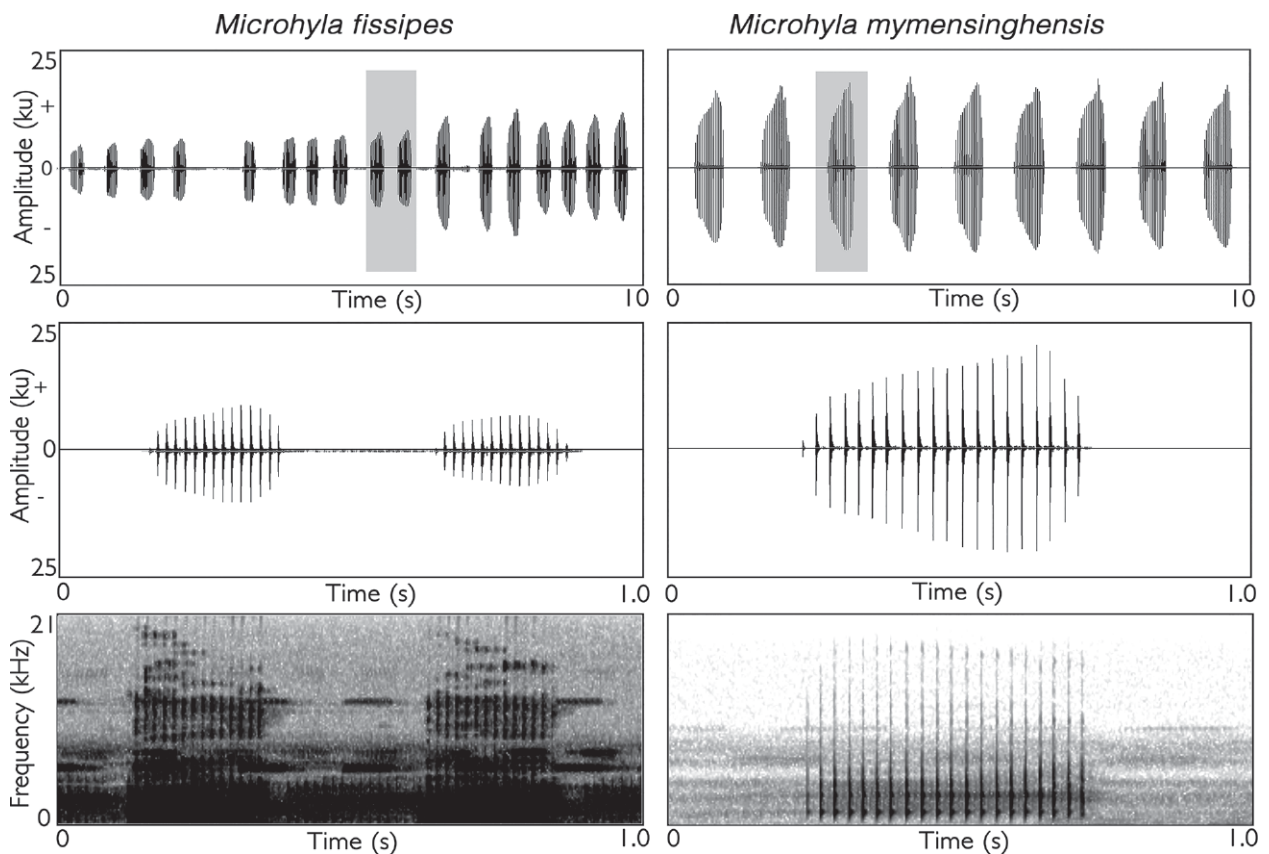 Microhyla fissipes
Microhyla mymensinghensis
25
+
0
-
25
Amplitude (ku)
0
Time (s)
10
0
Time (s)
10
25
+
0
-
25
Amplitude (ku)
0
Time (s)
1.0
0
Time (s)
1.0
21
0
Frequency (kHz)
0
Time (s)
1.0
0
Time (s)
1.0